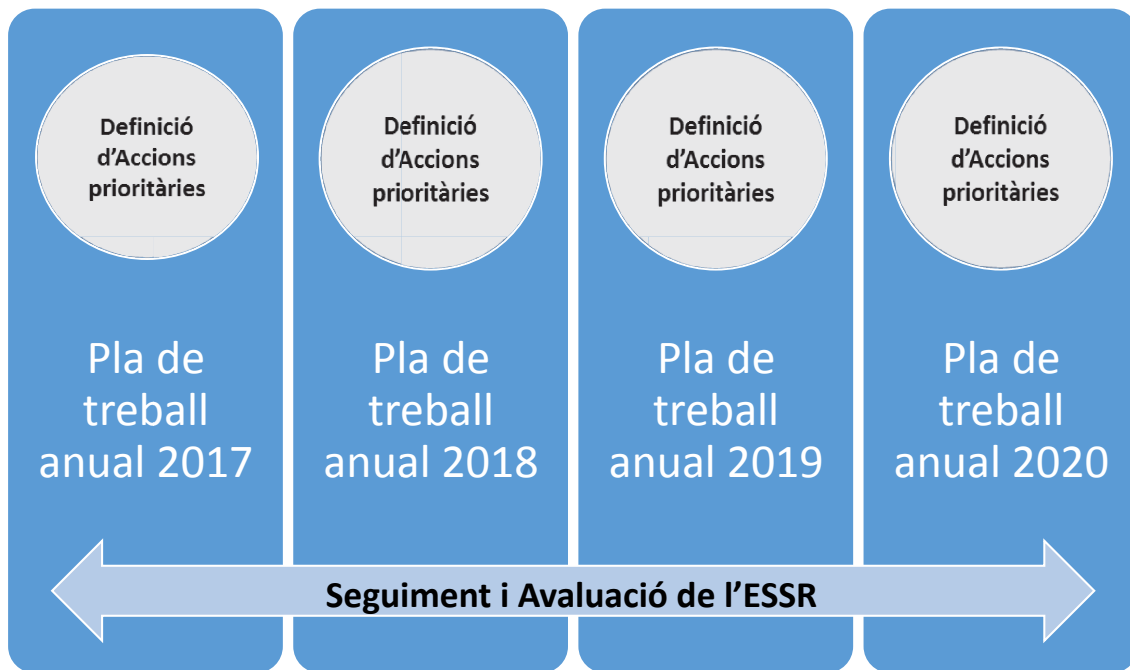 Definició
d'Accions
prioritàries
Definició
d'Accions
prioritàries
Definició
d'Accions
prioritàries
Definició
d'Accions
prioritàries
Pla de
treball
anual 2017
Pla de
treball
anual 2018
Pla de
treball
anual 2019
Pla de
treball
anual 2020
Seguiment i Avaluació de l'ESSR